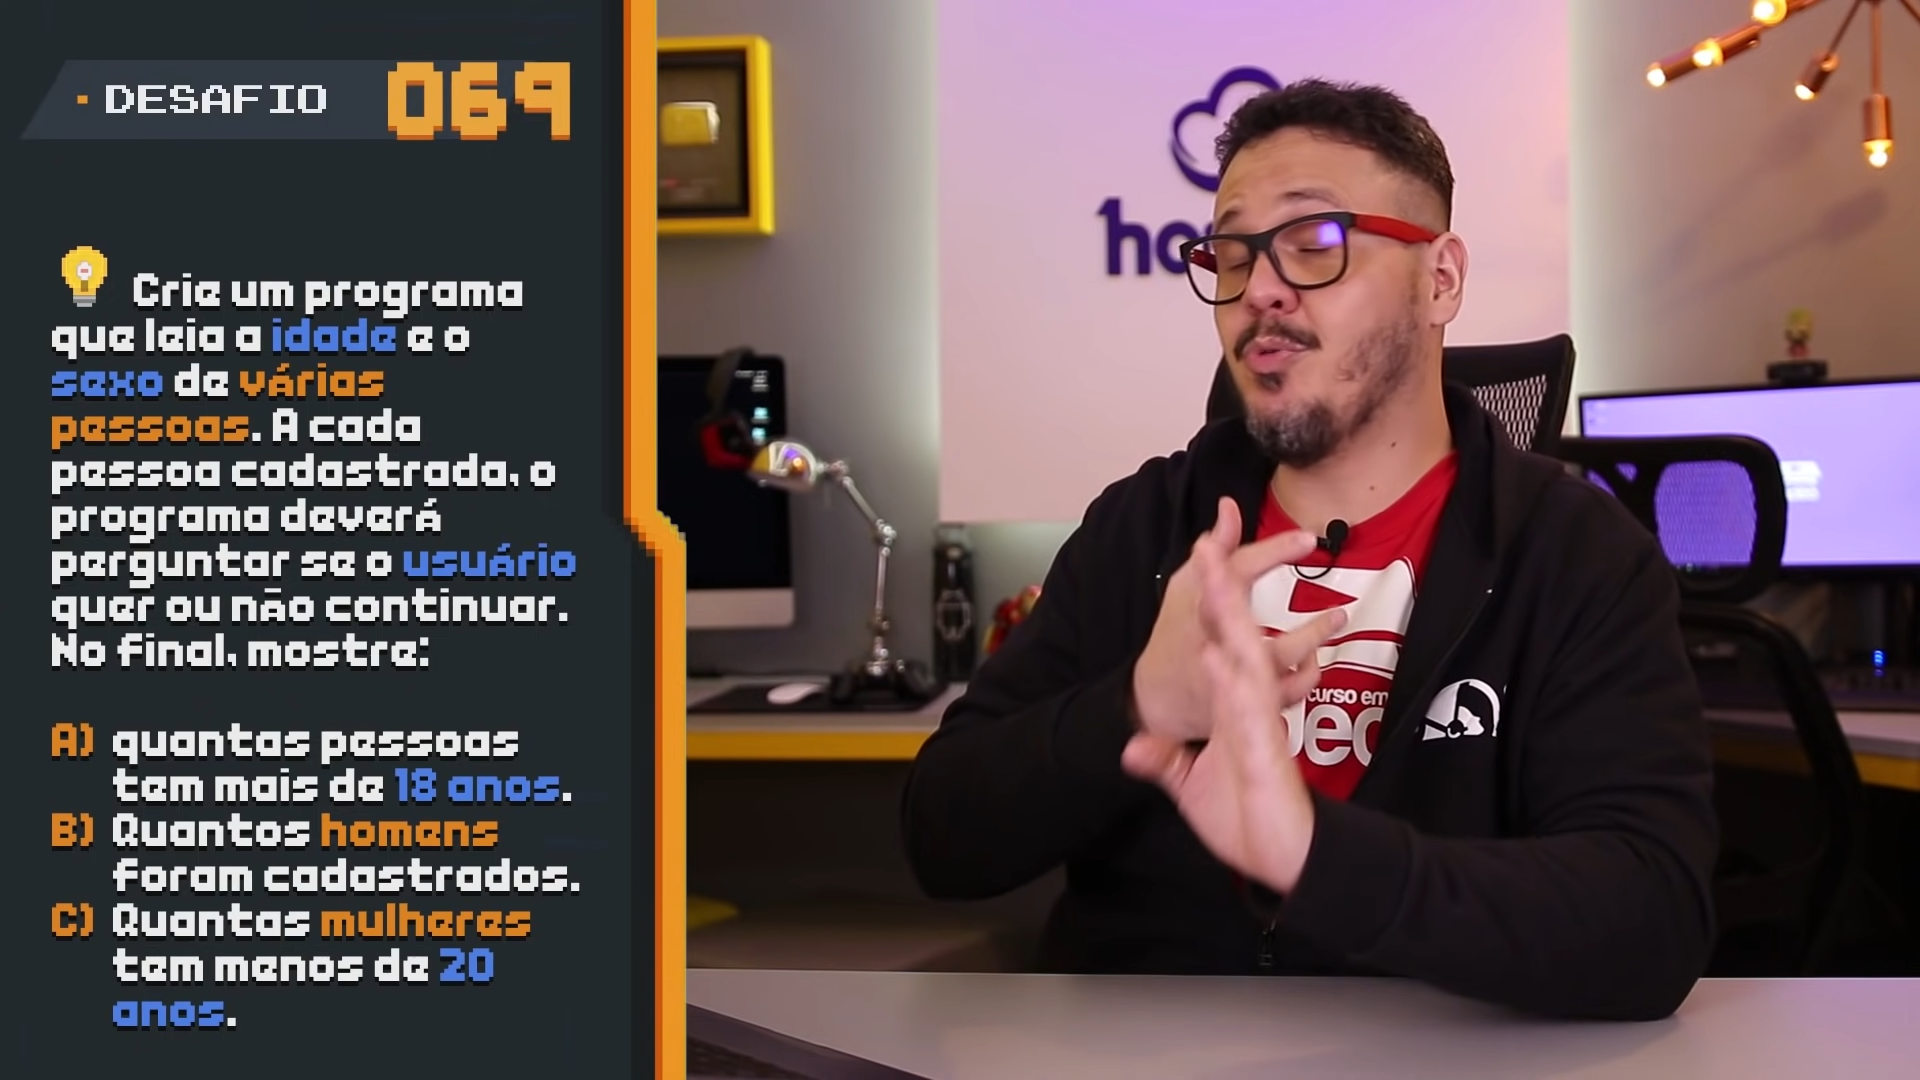 DESAFIO 069
Crie um programa
que leia a idade e o
sexo de várias
pessoas. A cada
pessoa cadastrada, o
programa deverá
perguntar se o usuário
quer ou não continuar.
No final, mostre:
A) quantas pessoas
tem mais de 18 anos.
B) Quantos homens
foram cadastrados.
C) Quantas mulheres
tem menos de 20
anos.
ho
curso em